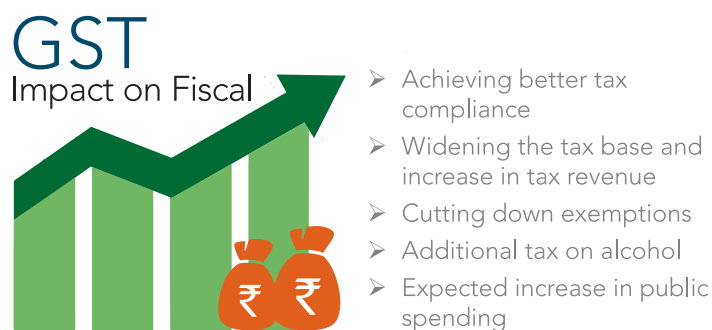 GST
Impact on Fiscal
➢ Achieving better tax
compliance
➢ Widening the tax base and
increase in tax revenue
➢ Cutting down exemptions
➢ Additional tax on alcohol
➢ Expected increase in public
spending
₹ ₹